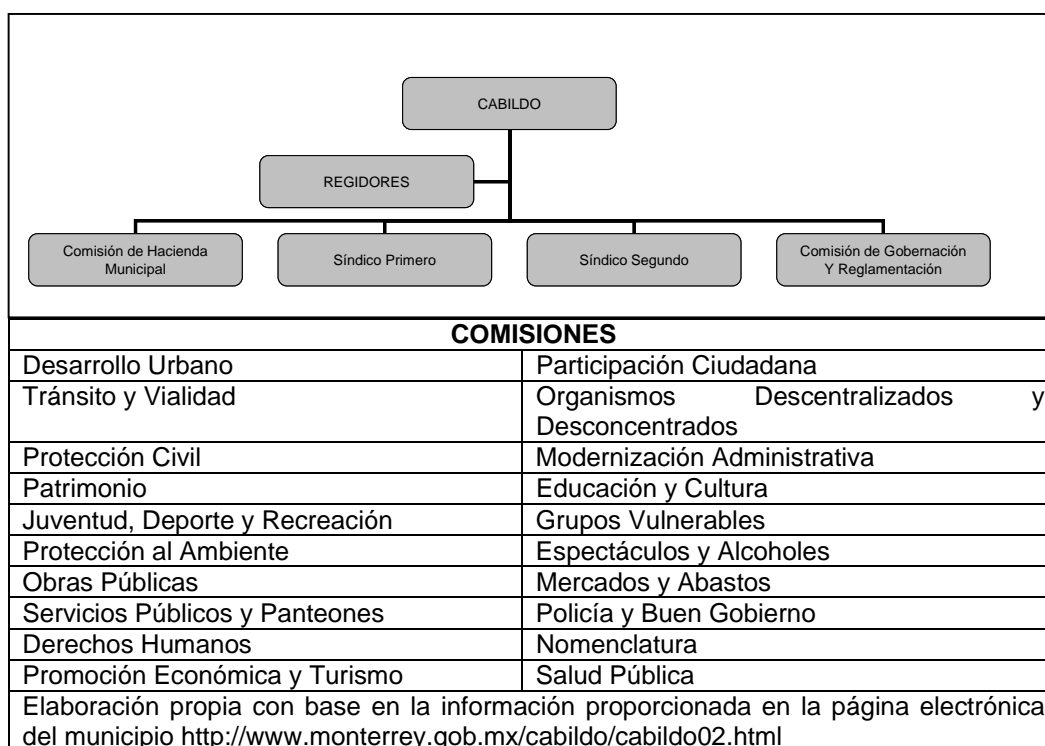 CABILDO
REGIDORES
Comisión de Hacienda
Municipal
Síndico Primero
Síndico Segundo
Comisión de Gobernación
Y Reglamentación
COMISIONES
Desarrollo Urbano
Participación Ciudadana
Tránsito y Vialidad
Organismos Descentralizados y
Desconcentrados
Protección Civil
Modernización Administrativa
Patrimonio
Educación y Cultura
Juventud, Deporte y Recreación
Grupos Vulnerables
Protección al Ambiente
Espectáculos y Alcoholes
Obras Públicas
Mercados y Abastos
Servicios Públicos y Panteones
Policía y Buen Gobierno
Derechos Humanos
Nomenclatura
Promoción Económica y Turismo
Salud Pública
Elaboración propia con base en la información proporcionada en la página electrónica
del municipio http://www.monterrey.gob.mx/cabildo/cabildo02.html